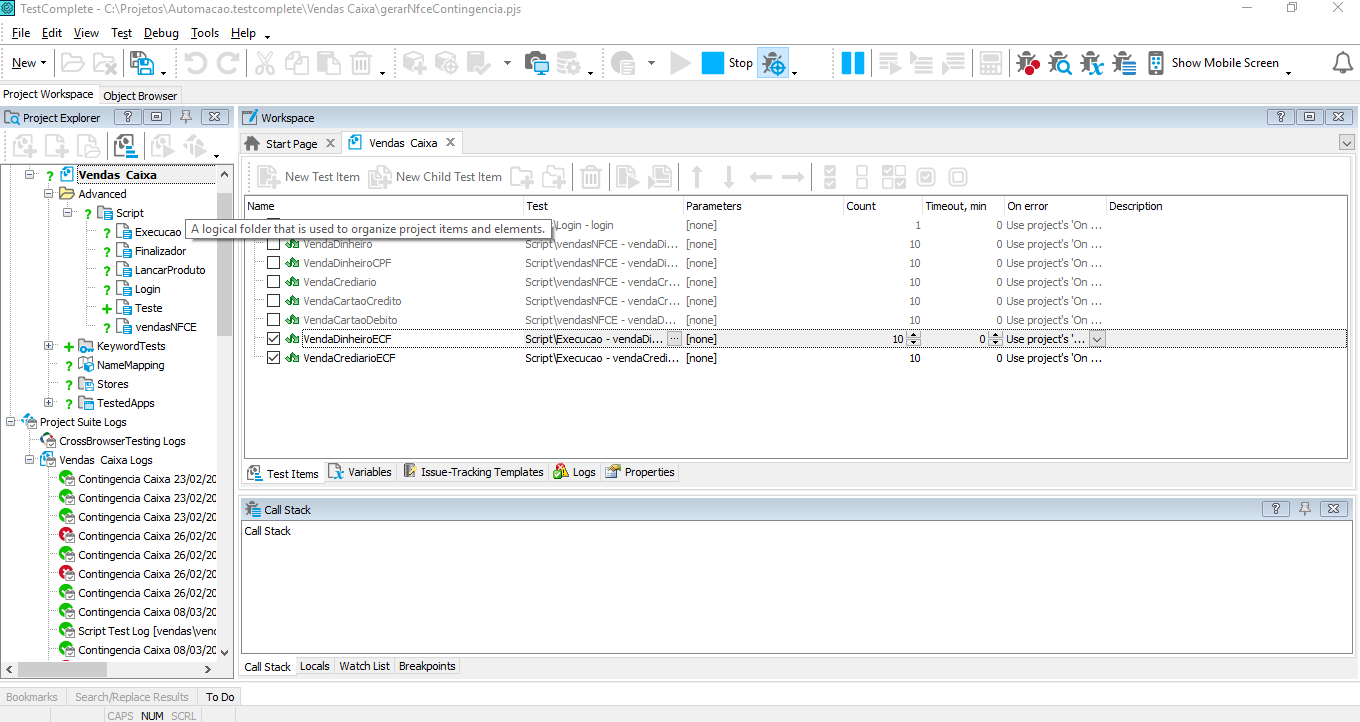 TestComplete - C:\Projetos\Automacao.testcomplete\Vendas Caixa\gerarNfceContingencia.pjs
File Edit View Test Debug Tools Help
New Stop Show Mobile Screen
Project Workspace Object Browser
Project Explorer
Vendas Caixa
Advanced
Script
Execucao
Finalizador
LancarProduto
Login
Teste
vendasNFCE
KeywordTests
NameMapping
Stores
TestedApps
Project Suite Logs
CrossBrowserTesting Logs
Vendas Caixa Logs
Contingencia Caixa 23/02/20
Contingencia Caixa 23/02/20
Contingencia Caixa 23/02/20
Contingencia Caixa 26/02/20
Contingencia Caixa 26/02/20
Contingencia Caixa 26/02/20
Contingencia Caixa 26/02/20
Contingencia Caixa 08/03/20
Script Test Log [vendas\venc
Contingencia Caixa 08/03/20
A logical folder that is used to organize project items and elements.
Workspace
Start Page Vendas Caixa
New Test Item New Child Test Item
Name Test Parameters Count Timeout, min On error Description
\Login - login [none] 1 0 Use project's 'On ...
VendaDinheiro Script\vendasNFCE - vendaDi... [none] 10 0 Use project's 'On ...
VendaDinheiroCPF Script\vendasNFCE - vendaDi... [none] 10 0 Use project's 'On ...
VendaCrediario Script\vendasNFCE - vendaCr... [none] 10 0 Use project's 'On ...
VendaCartaoCredito Script\vendasNFCE - vendaCr... [none] 10 0 Use project's 'On ...
VendaCartaoDebito Script\vendasNFCE - vendaD... [none] 10 0 Use project's 'On ...
VendaDinheiroECF Script\Execucao - vendaDi... ... [none] 10 0 Use project's '...
VendaCrediarioECF Script\Execucao - vendaCredi... [none] 10 0 Use project's 'On ...
Test Items Variables Issue-Tracking Templates Logs Properties
Call Stack
Call Stack
Call Stack Locals Watch List Breakpoints
Bookmarks Search/Replace Results To Do
CAPS NUM SCRL